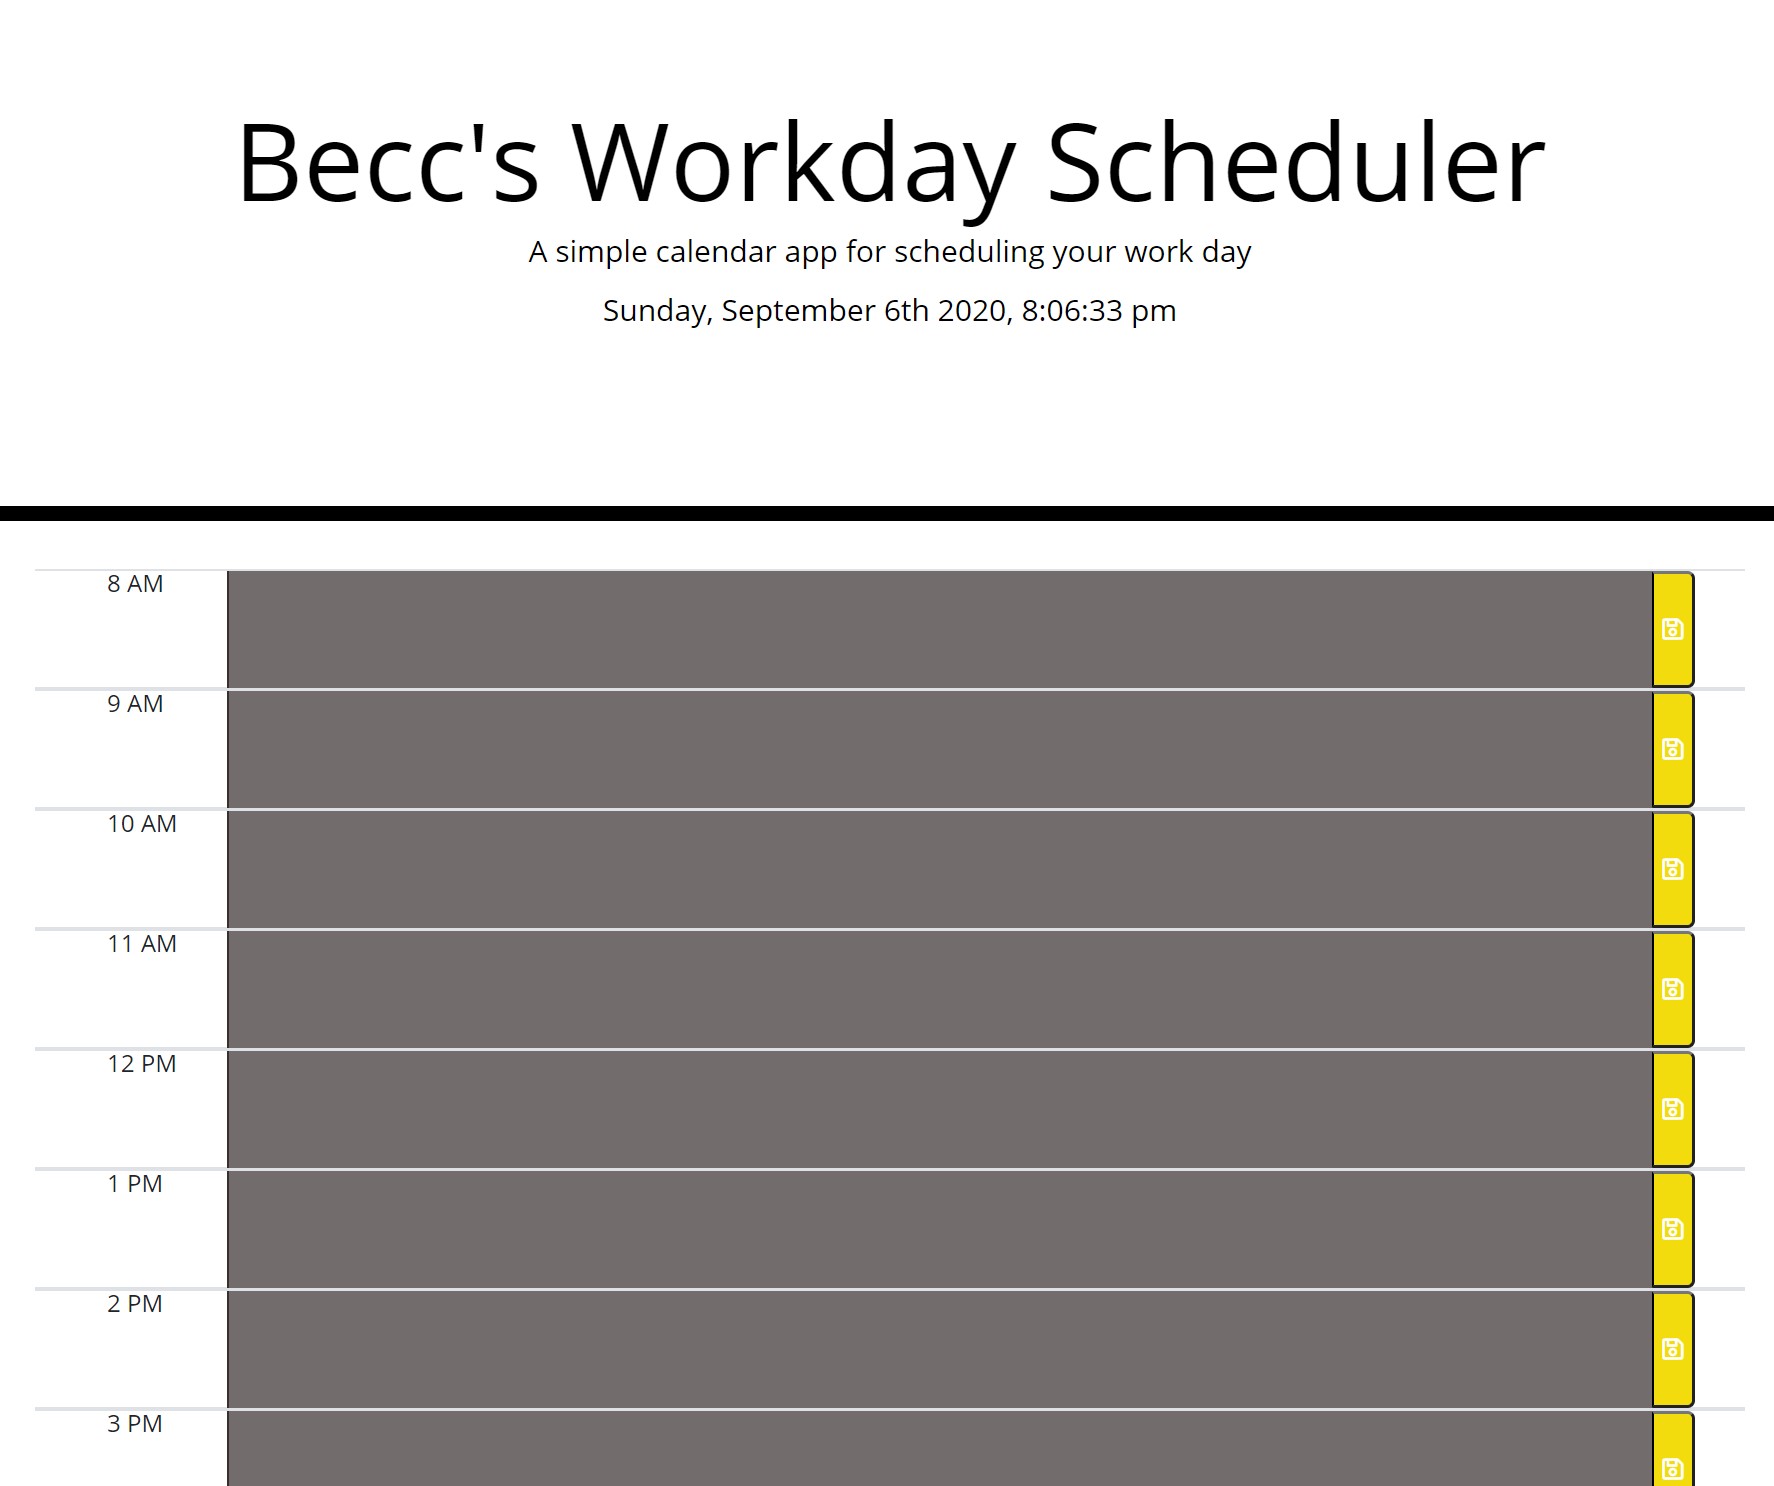 Becc's Workday Scheduler
A simple calendar app for scheduling your work day
Sunday, September 6th 2020, 8:06:33 pm
8 AM
9 AM
10 AM
11 AM
12 PM
1 PM
2 PM
3 PM